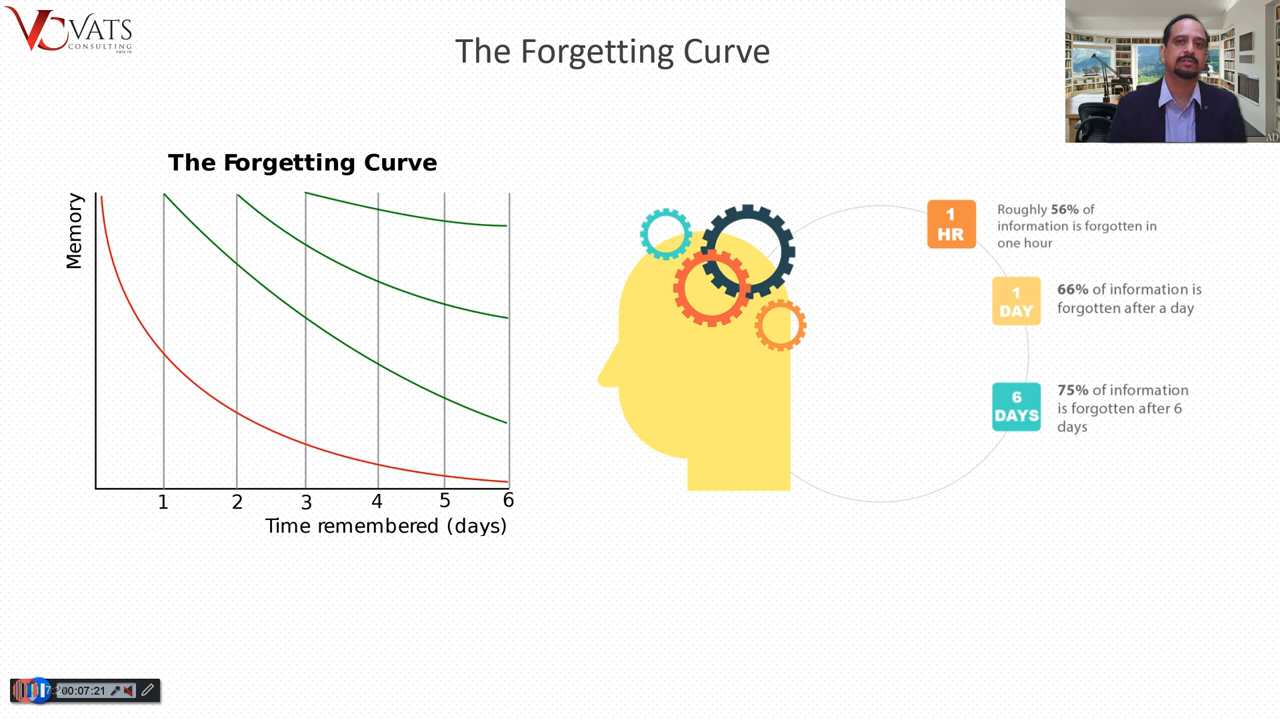 VATS
CONSULTING
The Forgetting Curve
The Forgetting Curve
Memory
1 2 3 4 5 6
Time remembered (days)
1
HR
Roughly 56% of
information is forgotten in
one hour
1
DAY
66% of information is
forgotten after a day
6
DAYS
75% of information
is forgotten after 6
days
AD
00:07:21